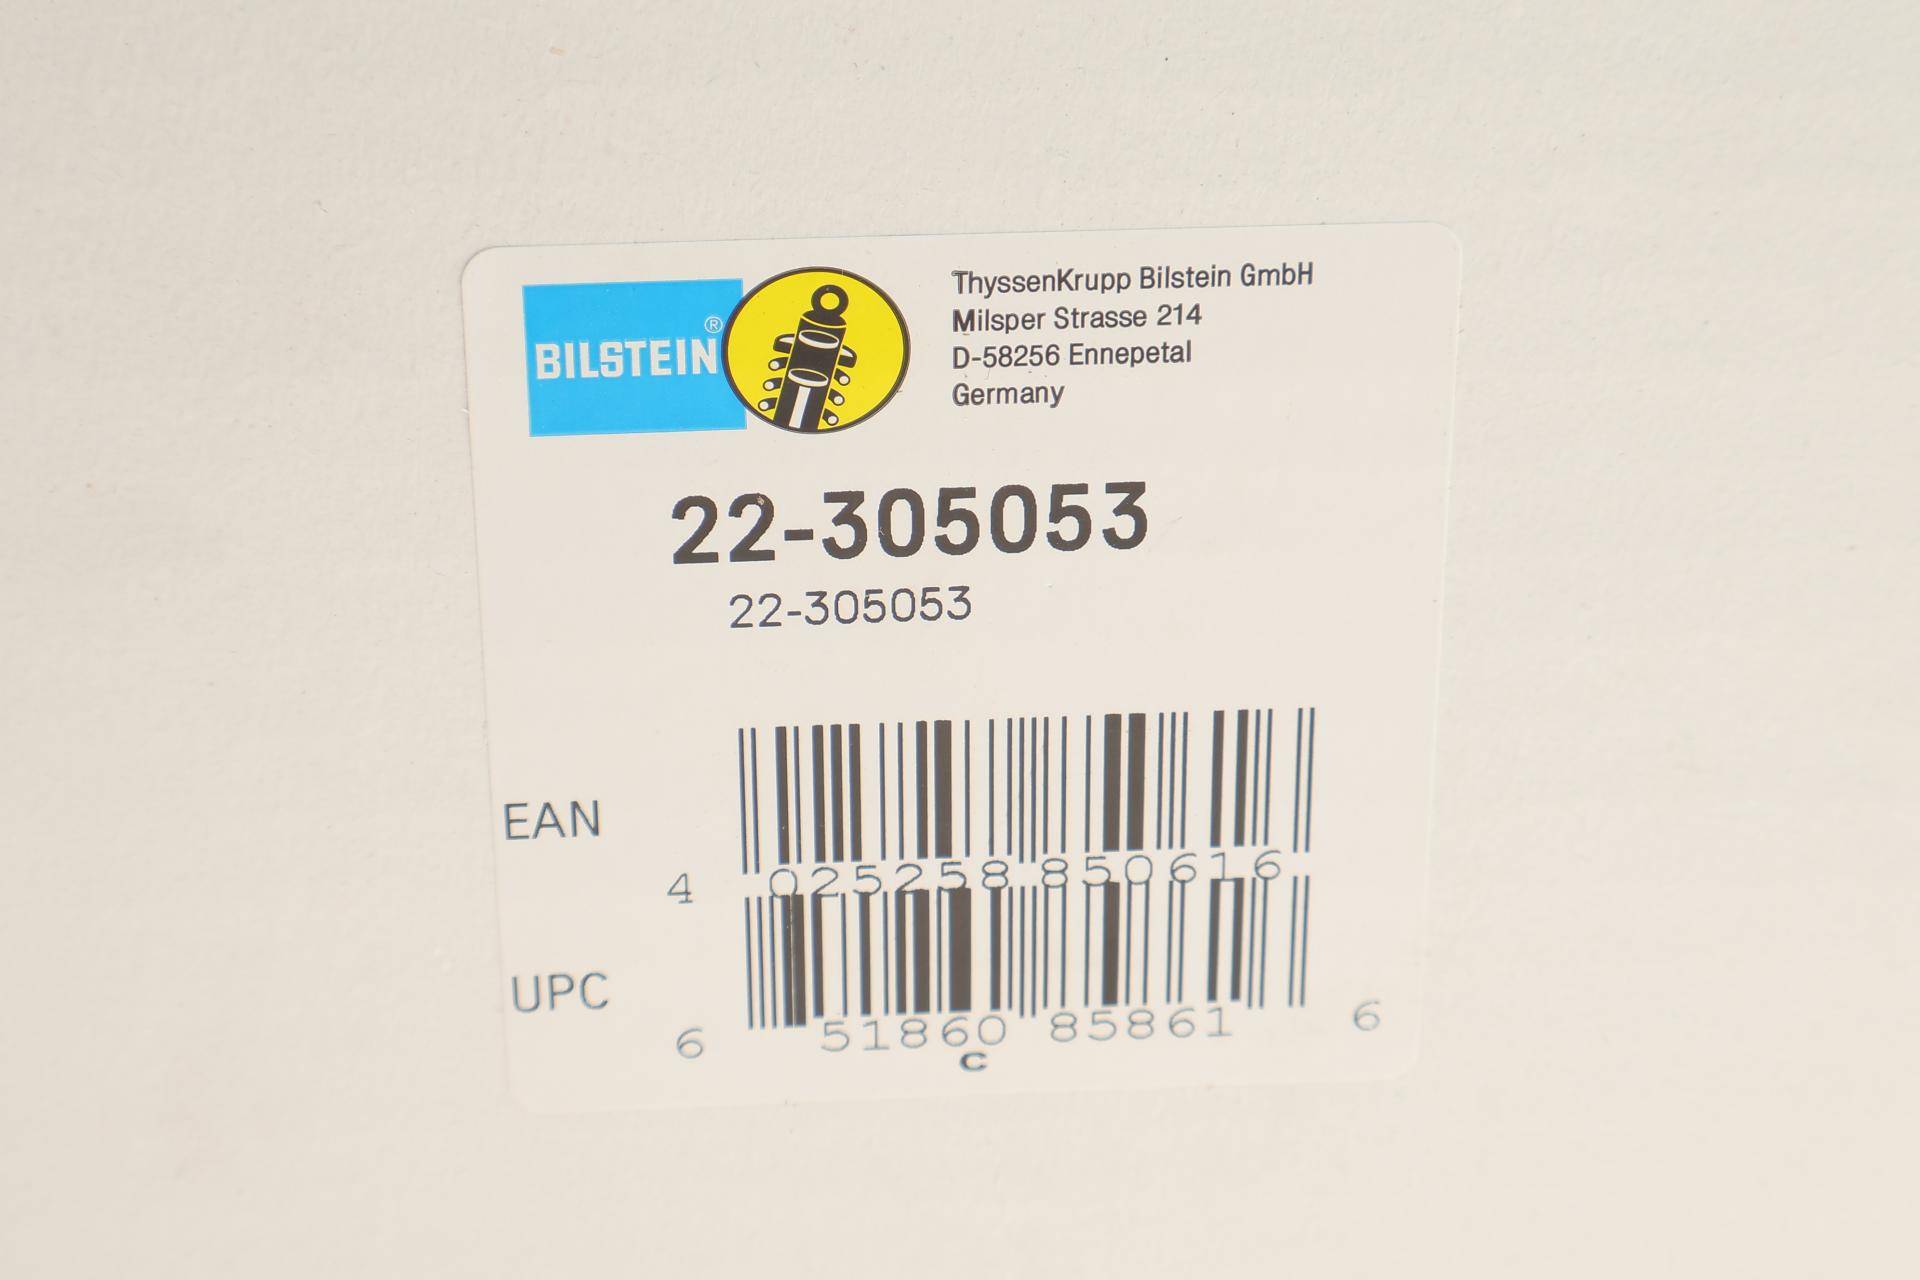 BILSTEIN®
ThyssenKrupp Bilstein GmbH
Milsper Strasse 214
D-58256 Ennepetal
Germany
22-305053
22-305053
EAN
4 025258 850616
UPC
6 51860 85861 6
C